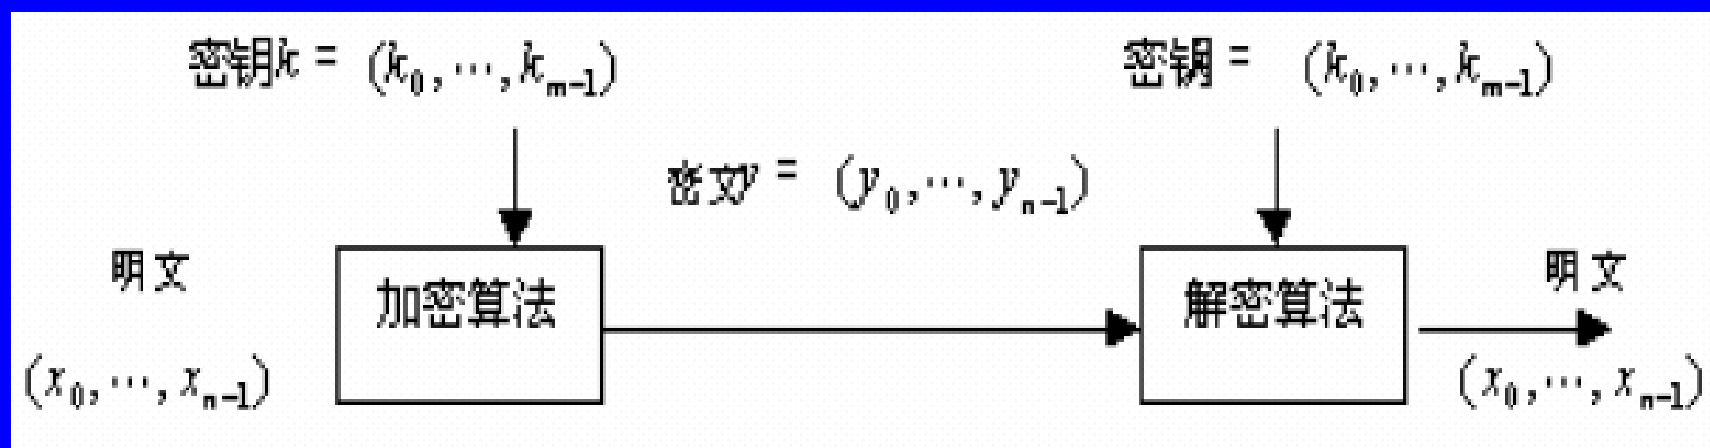 密钥k = (k₀,…,kₘ₋₁)
密钥 = (k₀,…,kₘ₋₁)
密文y = (y₀,…,yₙ₋₁)
明文
加密算法
解密算法
明文
(x₀,…,xₙ₋₁)
(x₀,…,xₙ₋₁)